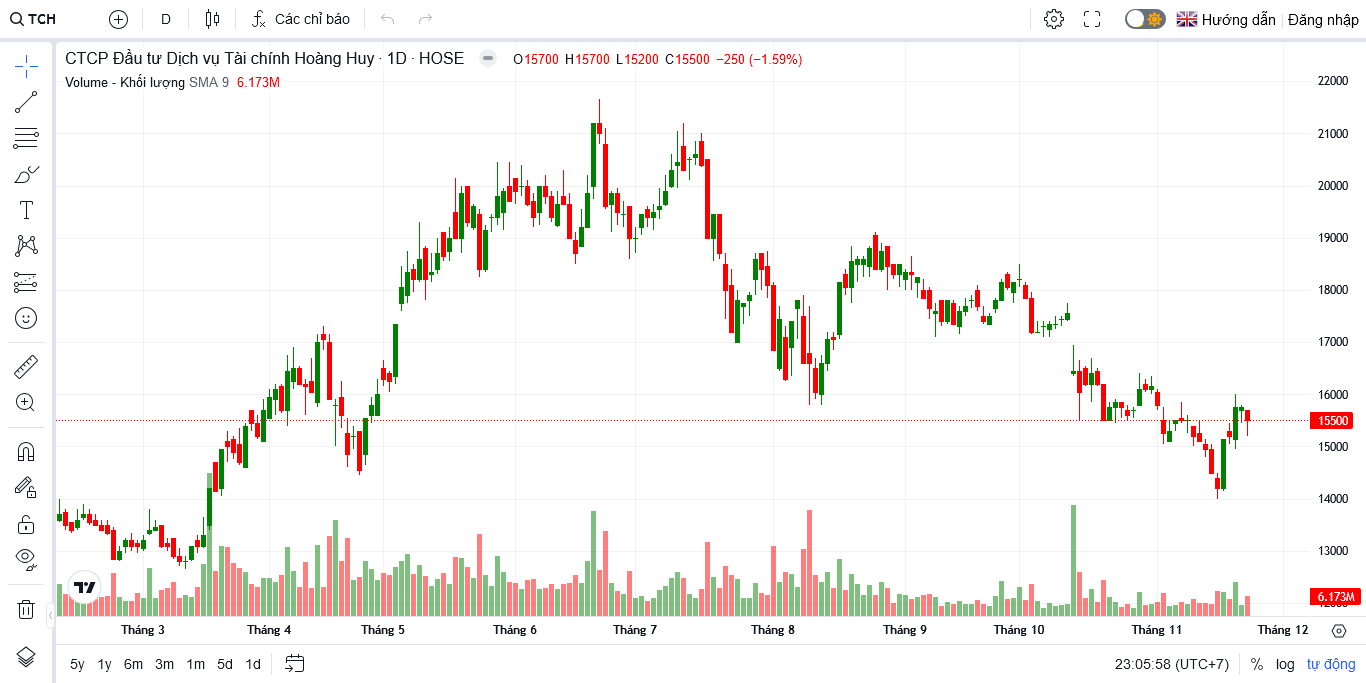 TCH D Các chỉ báo Hướng dẫn Đăng nhập
CTCP Đầu tư Dịch vụ Tài chính Hoàng Huy · 1D · HOSE O15700 H15700 L15200 C15500 −250 (−1.59%)
Volume - Khối lượng SMA 9 6.173M
22000
21000
20000
19000
18000
17000
16000
15500
15000
14000
13000
6.173M
12000
Tháng 3 Tháng 4 Tháng 5 Tháng 6 Tháng 7 Tháng 8 Tháng 9 Tháng 10 Tháng 11 Tháng 12
5y 1y 6m 3m 1m 5d 1d 23:05:58 (UTC+7) % log tự động